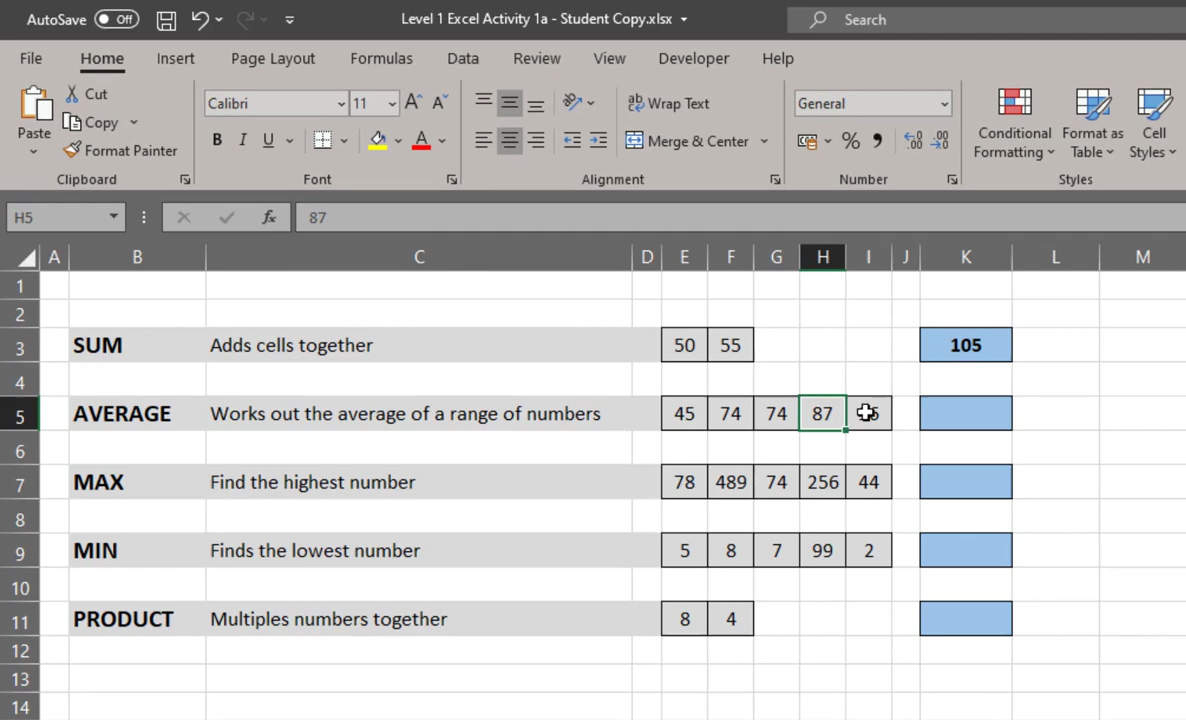 AutoSave Off Level 1 Excel Activity 1a - Student Copy.xlsx Search
File Home Insert Page Layout Formulas Data Review View Developer Help
Paste Cut Copy Format Painter
Calibri 11 A A
B I U A
ab Wrap Text
Merge & Center
General
% ,
Conditional Formatting
Format as Table
Cell Styles
Clipboard Font Alignment Number Styles
H5 fx 87
A B C D E F G H I J K L M
1
2
3 SUM Adds cells together 50 55 105
4
5 AVERAGE Works out the average of a range of numbers 45 74 74 87
6
7 MAX Find the highest number 78 489 74 256 44
8
9 MIN Finds the lowest number 5 8 7 99 2
10
11 PRODUCT Multiples numbers together 8 4
12
13
14